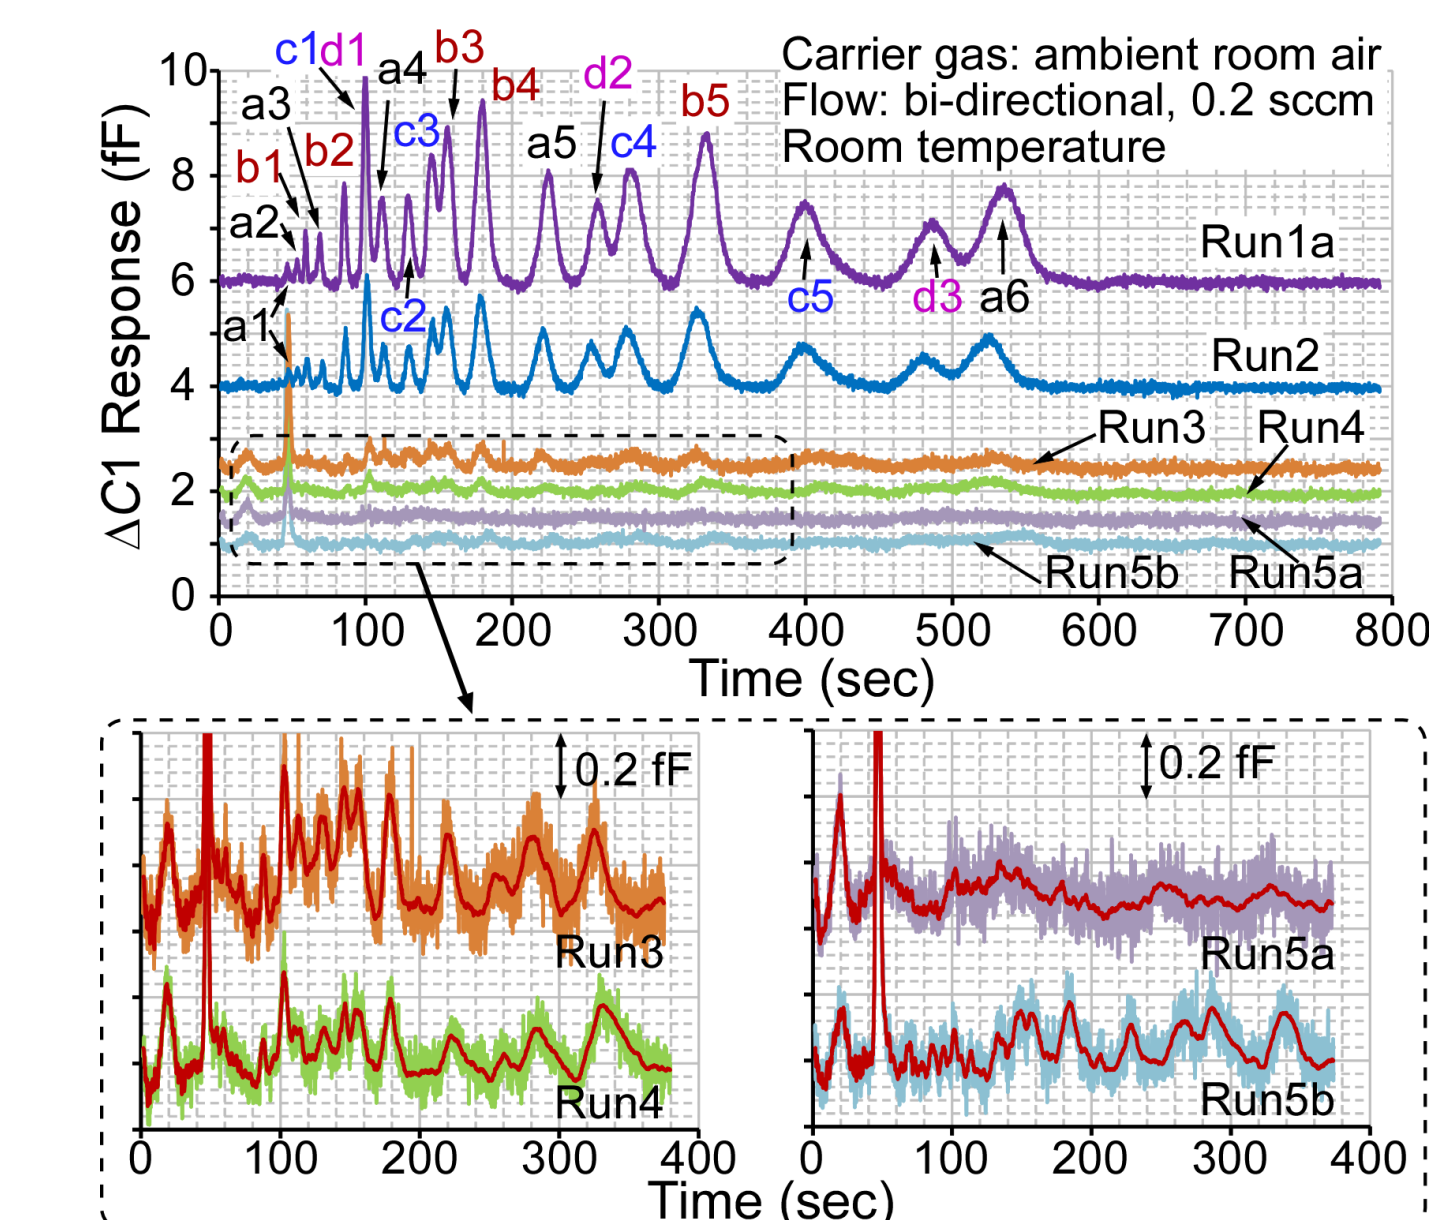 c1 d1 b3
a4
d2
a3
b4
b1
b2
c3
a5
c4
b5
a2
a1
c2
c5
d3
a6
Carrier gas: ambient room air
Flow: bi-directional, 0.2 sccm
Room temperature
Run1a
Run2
Run3
Run4
Run5b
Run5a
ΔC1 Response (fF)
10
8
6
4
2
0
0 100 200 300 400 500 600 700 800
Time (sec)
0.2 fF
Run3
Run4
0 100 200 300 400
0.2 fF
Run5a
Run5b
0 100 200 300 400
Time (sec)